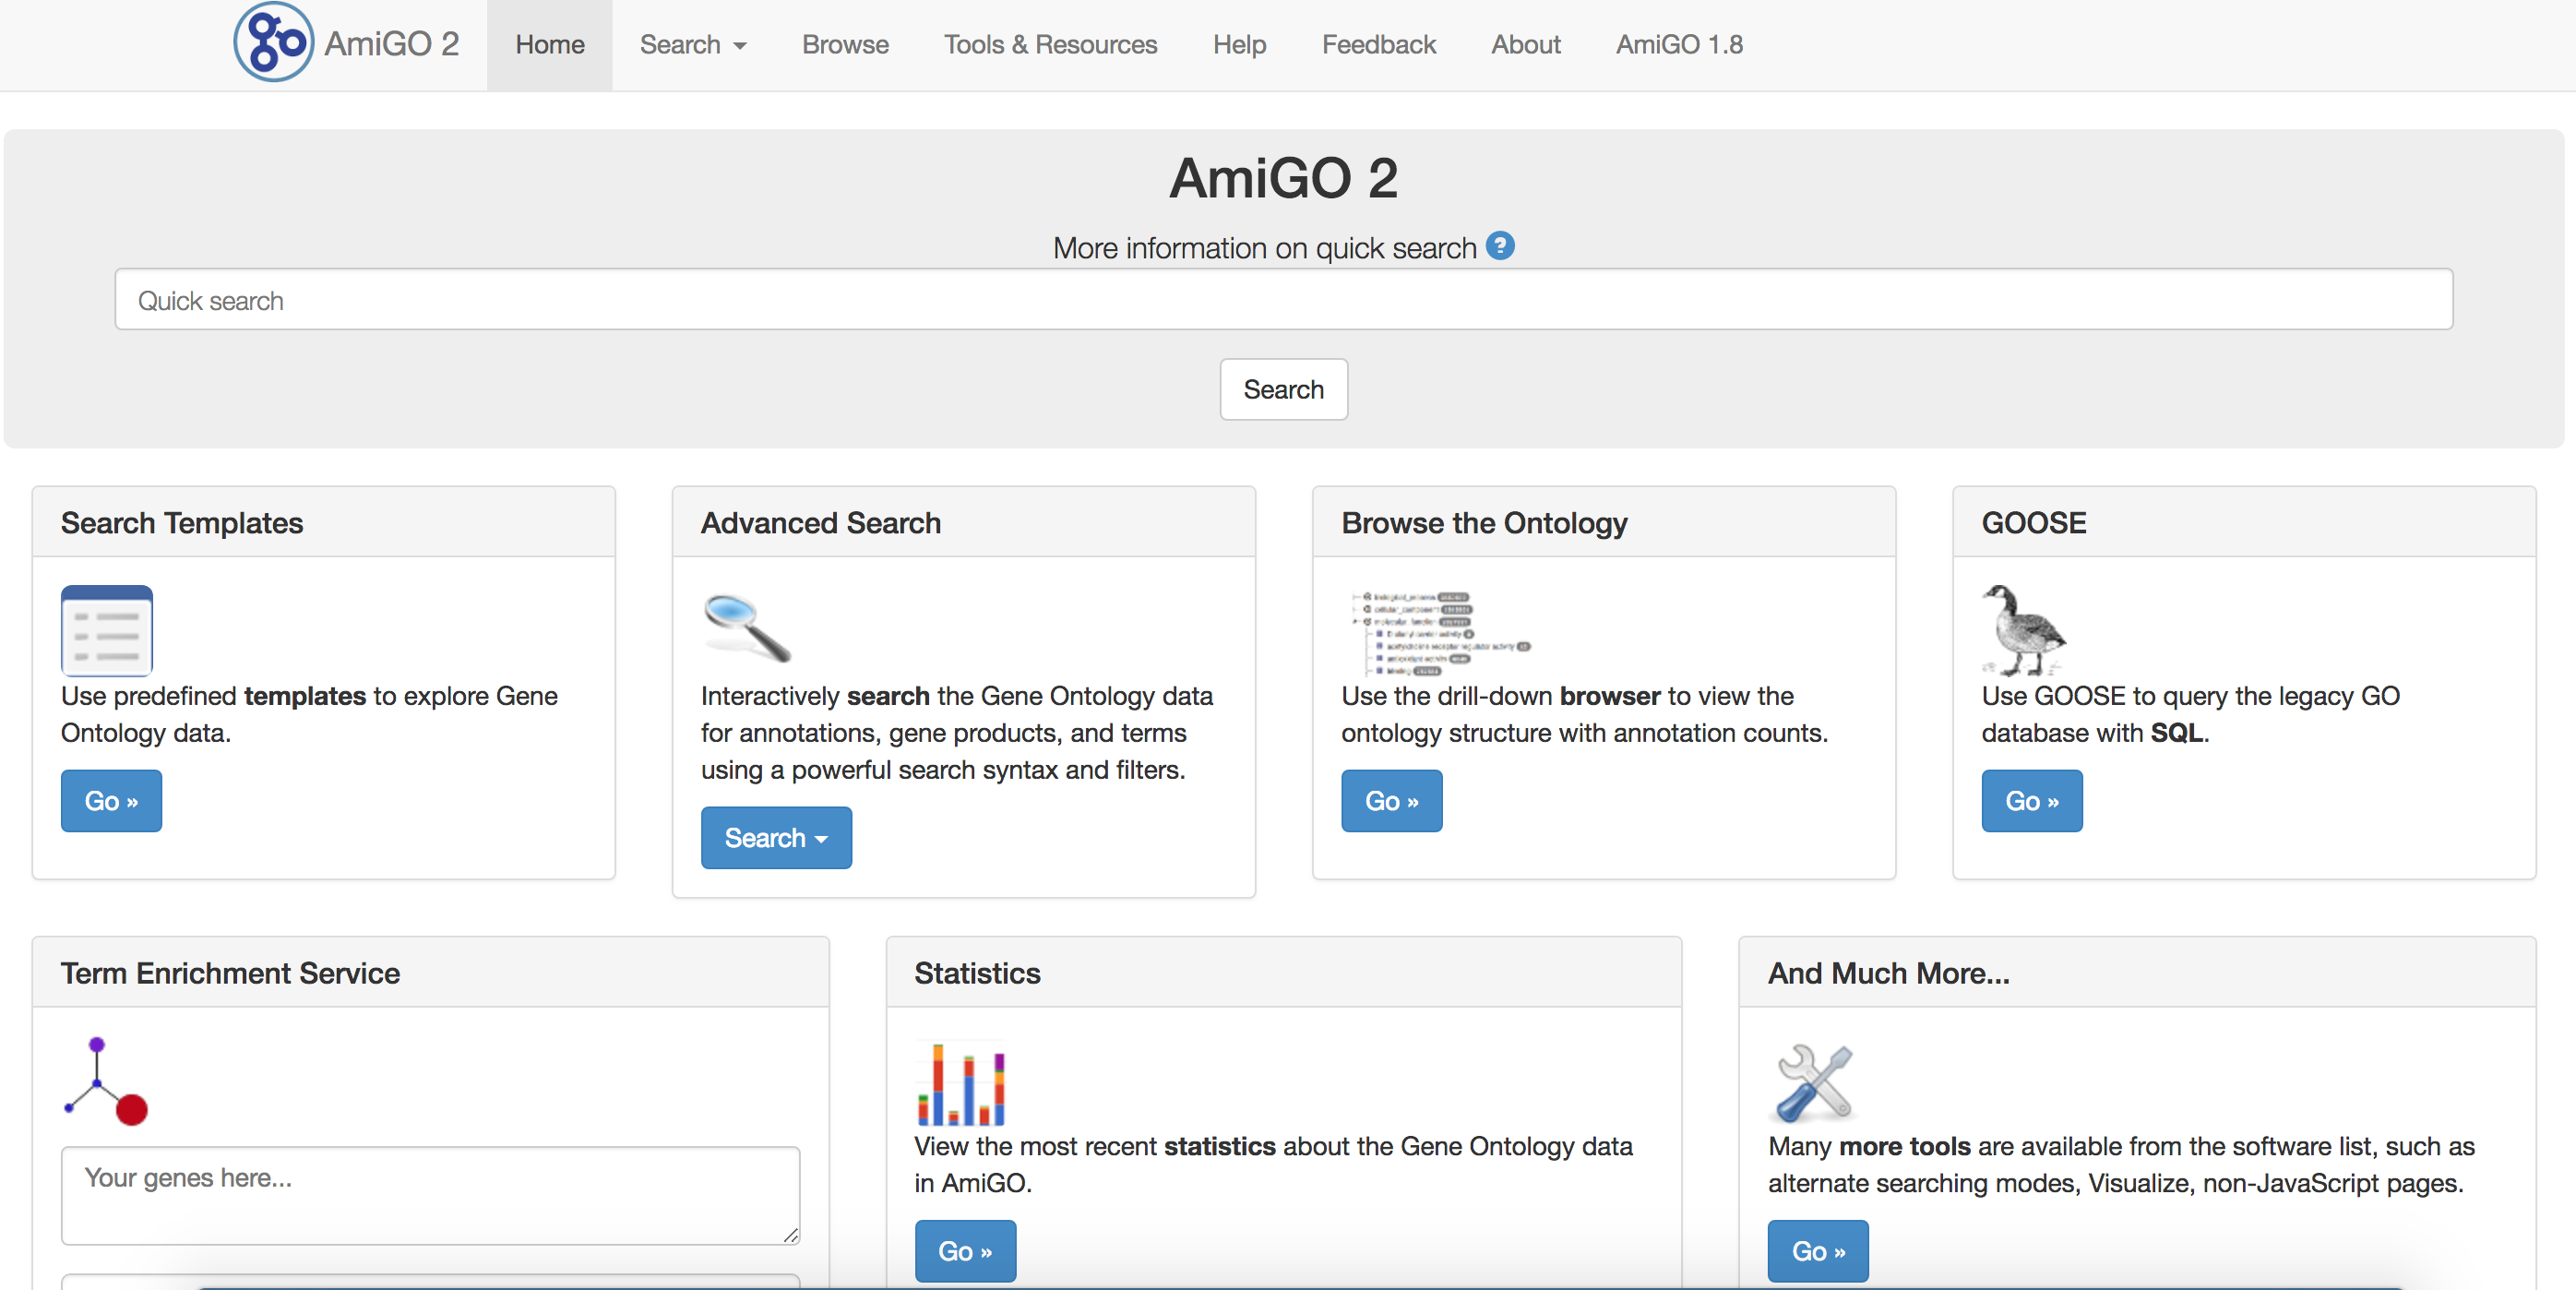 go AmiGO 2 Home Search Browse Tools & Resources Help Feedback About AmiGO 1.8
AmiGO 2
More information on quick search ?
Quick search
Search
Search Templates
Use predefined templates to explore Gene
Ontology data.
Go »
Advanced Search
Interactively search the Gene Ontology data
for annotations, gene products, and terms
using a powerful search syntax and filters.
Search
Browse the Ontology
biological_process
cellular_component
molecular_function
Use the drill-down browser to view the
ontology structure with annotation counts.
Go »
GOOSE
Use GOOSE to query the legacy GO
database with SQL.
Go »
Term Enrichment Service
Your genes here...
Statistics
View the most recent statistics about the Gene Ontology data
in AmiGO.
Go »
And Much More...
Many more tools are available from the software list, such as
alternate searching modes, Visualize, non-JavaScript pages.
Go »